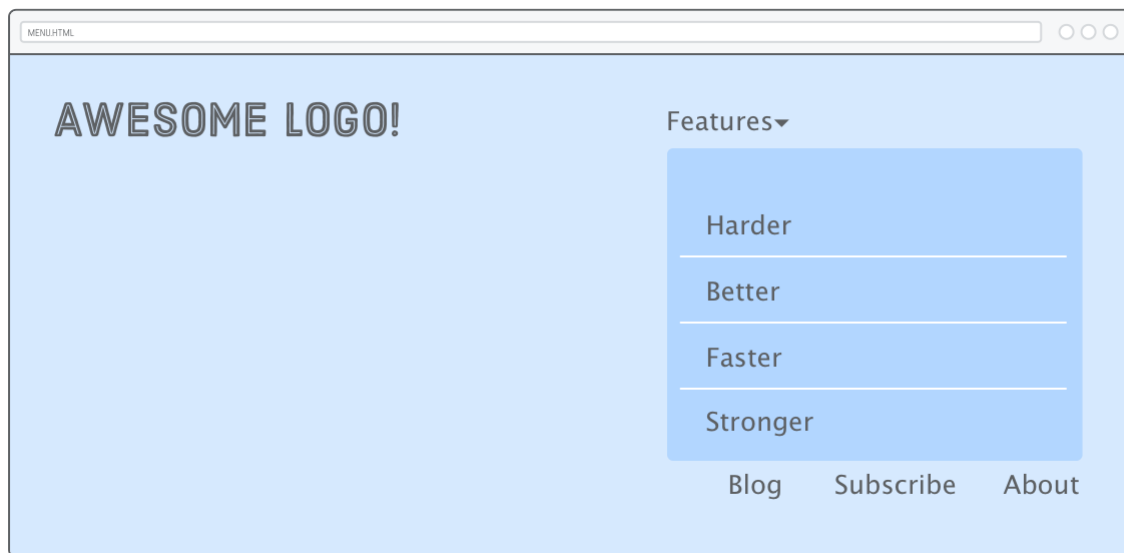 MENU.HTML
AWESOME LOGO!
Features
Harder
Better
Faster
Stronger
Blog Subscribe About